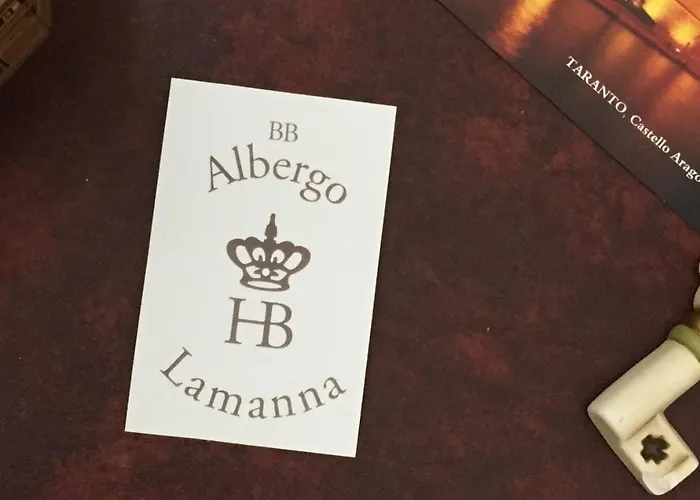 BB
Albergo
HB
Lamanna
TARANTO, Castello Arago